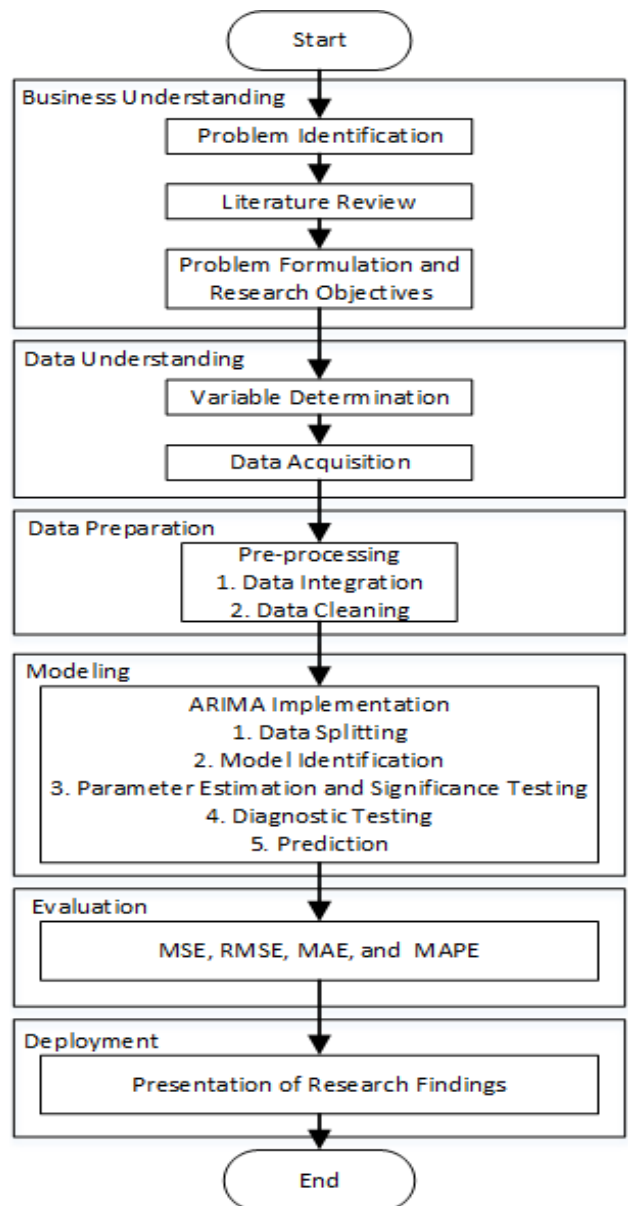 Start
Business Understanding
Problem Identification
Literature Review
Problem Formulation and
Research Objectives
Data Understanding
Variable Determination
Data Acquisition
Data Preparation
Pre-processing
1. Data Integration
2. Data Cleaning
Modeling
ARIMA Implementation
1. Data Splitting
2. Model Identification
3. Parameter Estimation and Significance Testing
4. Diagnostic Testing
5. Prediction
Evaluation
MSE, RMSE, MAE, and MAPE
Deployment
Presentation of Research Findings
End